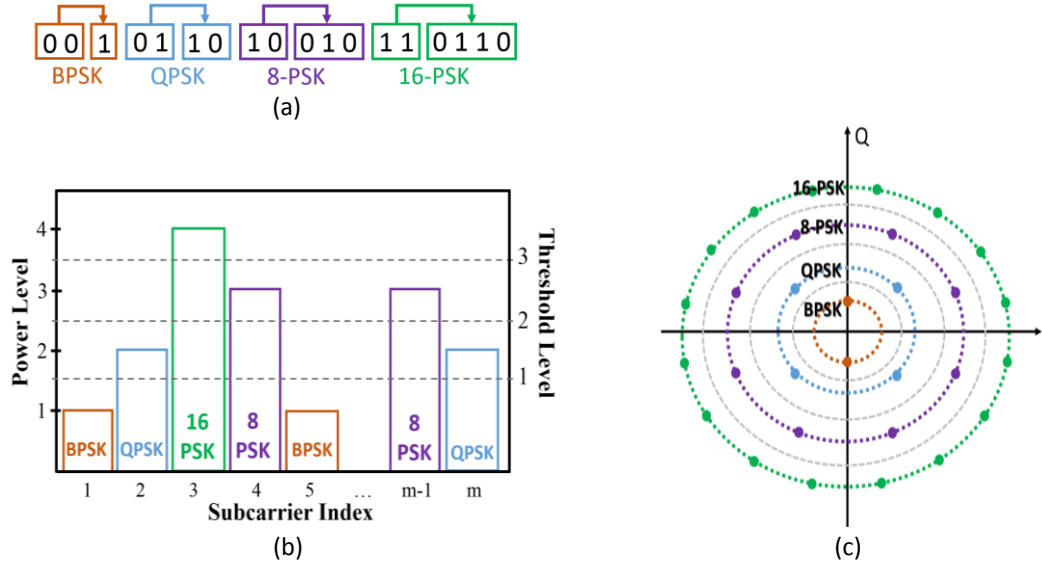 0 0 1 0 1 1 0 1 0 0 1 0 1 1 0 1 1 0
BPSK QPSK 8-PSK 16-PSK
(a)
Q
16-PSK
8-PSK
QPSK
BPSK
Power Level
4
3
2
1
Threshold Level
3
2
1
BPSK
QPSK
16
PSK
8
PSK
BPSK
8
PSK
QPSK
1 2 3 4 5 ... m-1 m
Subcarrier Index
(b)
(c)